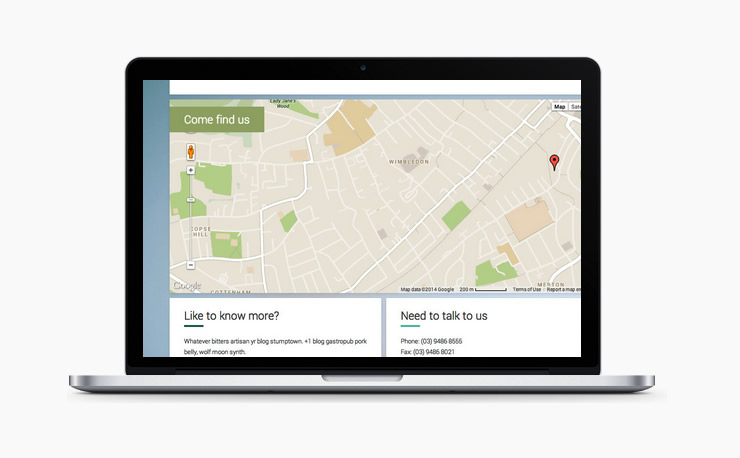 Lady Jane's
Wood
Come find us
Map
WIMBLEDON
COPSE
HILL
MERTON
Google
COTTENHAM
Map data ©2014 Google
200 m
Terms of Use
Report a map er
Like to know more?
Need to talk to us
Whatever bitters artisan yr blog stumptown. +1 blog gastropub pork
belly, wolf moon synth.
Phone: (03) 9486 8555
Fax: (03) 9486 8021